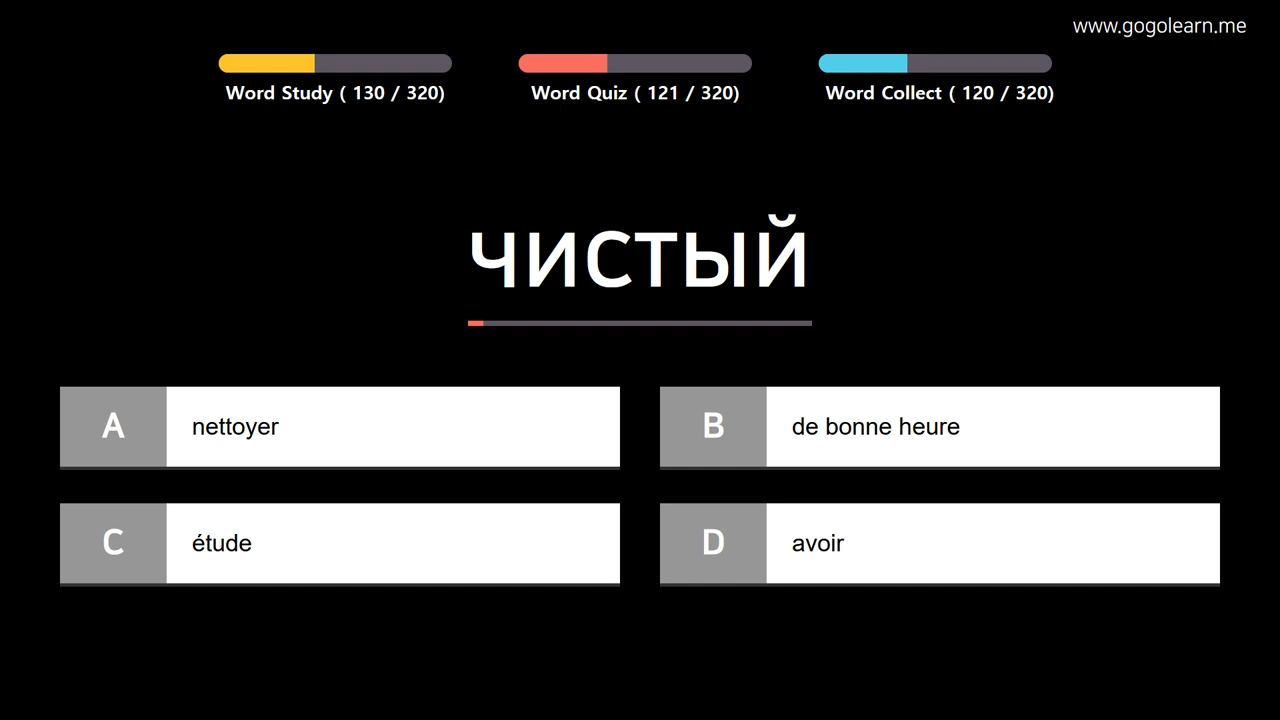 www.gogolearn.me
Word Study ( 130 / 320)
Word Quiz ( 121 / 320)
Word Collect ( 120 / 320)
чистый
A nettoyer
B de bonne heure
C étude
D avoir